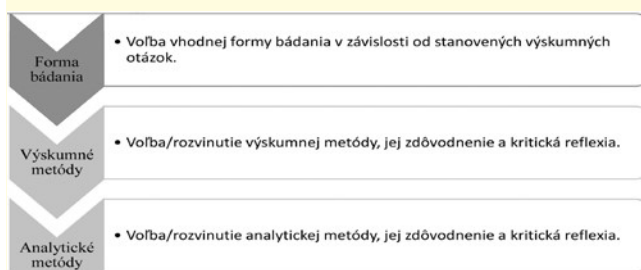 Forma
bádania
• Voľba vhodnej formy bádania v závislosti od stanovených výskumných
otázok.
Výskumné
metódy
• Voľba/rozvinutie výskumnej metódy, jej zdôvodnenie a kritická reflexia.
Analytické
metódy
• Voľba/rozvinutie analytickej metódy, jej zdôvodnenie a kritická reflexia.